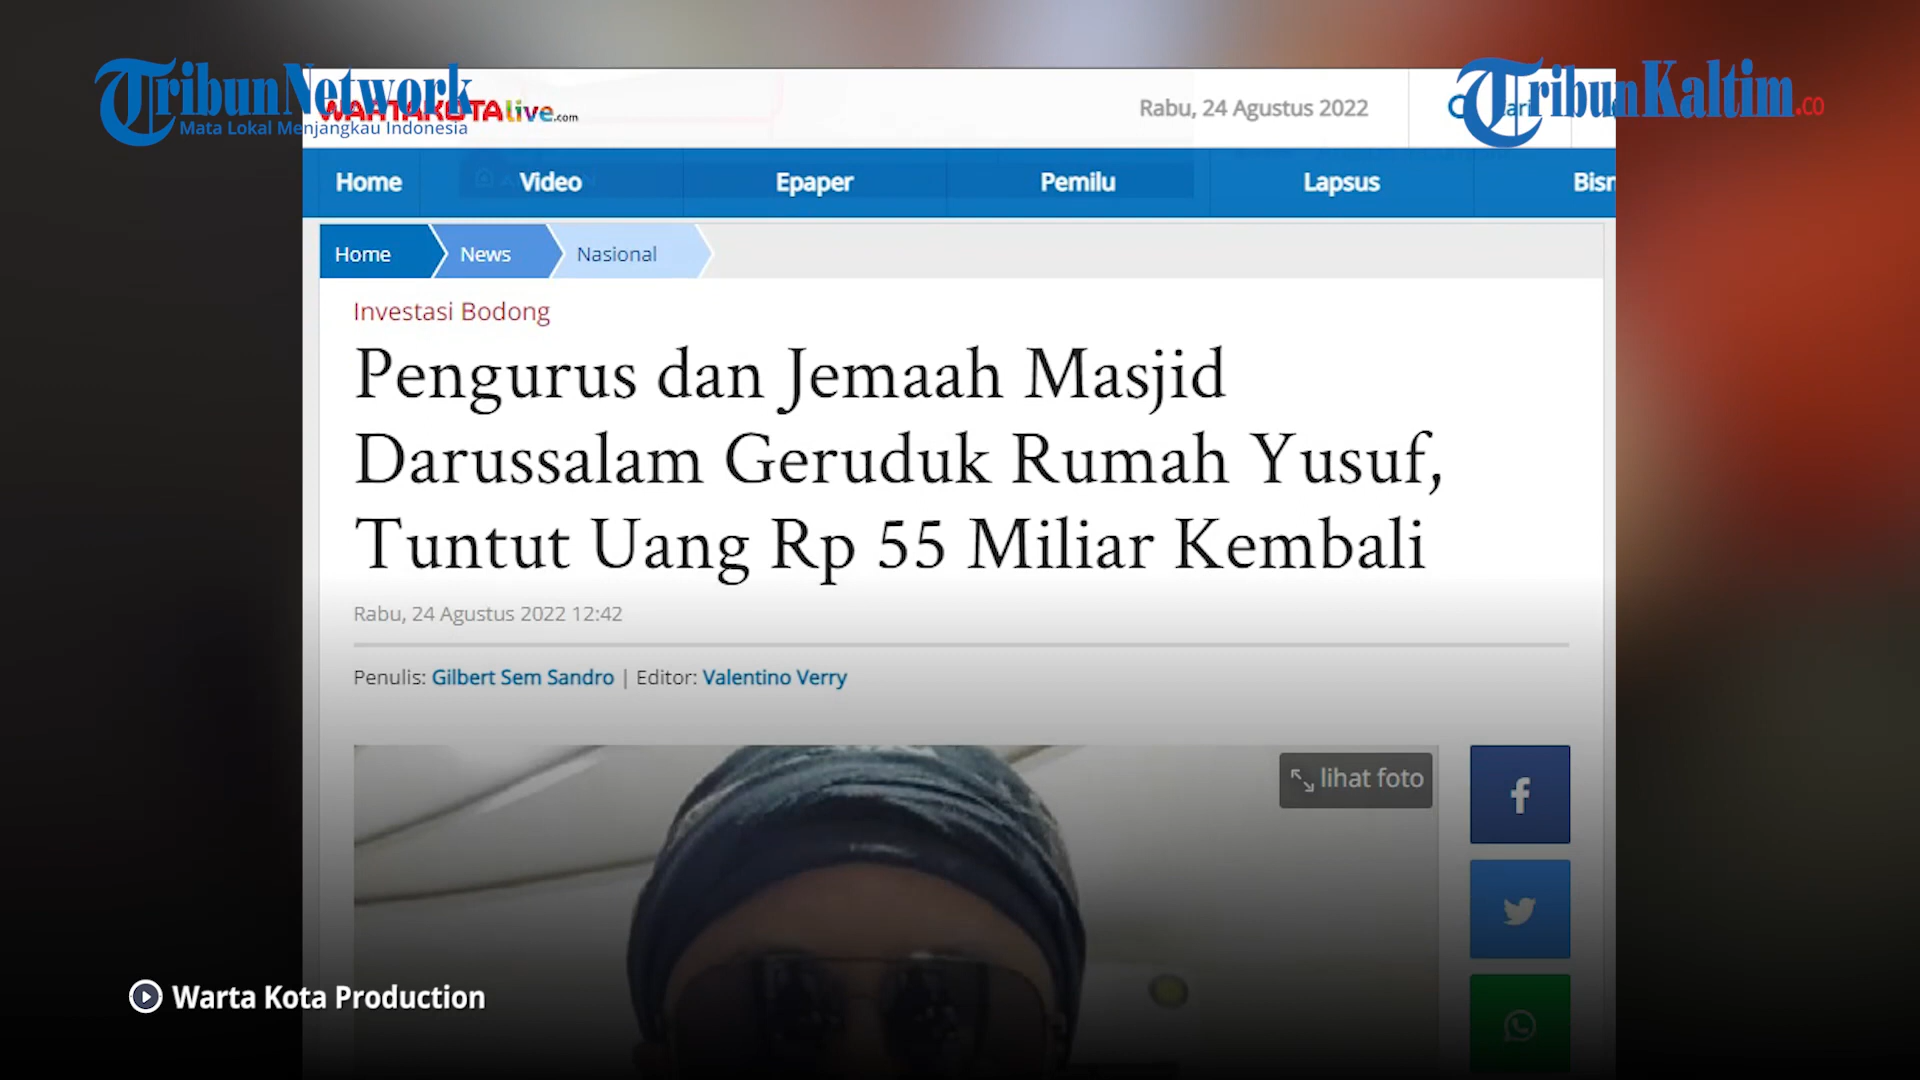 TribunNetwork
Mata Lokal Menjangkau Indonesia
WARTAKOTAlive.com
Rabu, 24 Agustus 2022
TribunKaltim.co
Home
Video
Epaper
Pemilu
Lapsus
Home
News
Nasional
Investasi Bodong
Pengurus dan Jemaah Masjid
Darussalam Geruduk Rumah Yusuf,
Tuntut Uang Rp 55 Miliar Kembali
Rabu, 24 Agustus 2022 12:42
Penulis: Gilbert Sem Sandro | Editor: Valentino Verry
lihat foto
Warta Kota Production